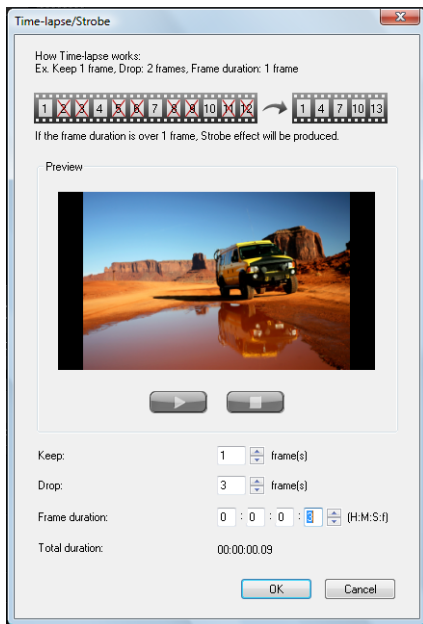 Time-lapse/Strobe
How Time-lapse works:
Ex. Keep 1 frame, Drop: 2 frames, Frame duration: 1 frame
1 2 3 4 5 6 7 8 9 10 11 12 1 4 7 10 13
If the frame duration is over 1 frame, Strobe effect will be produced.
Preview
Keep: 1 frame(s)
Drop: 3 frame(s)
Frame duration: 0 : 0 : 0 : 3 (H:M:S:f)
Total duration: 00:00:00.09
OK Cancel